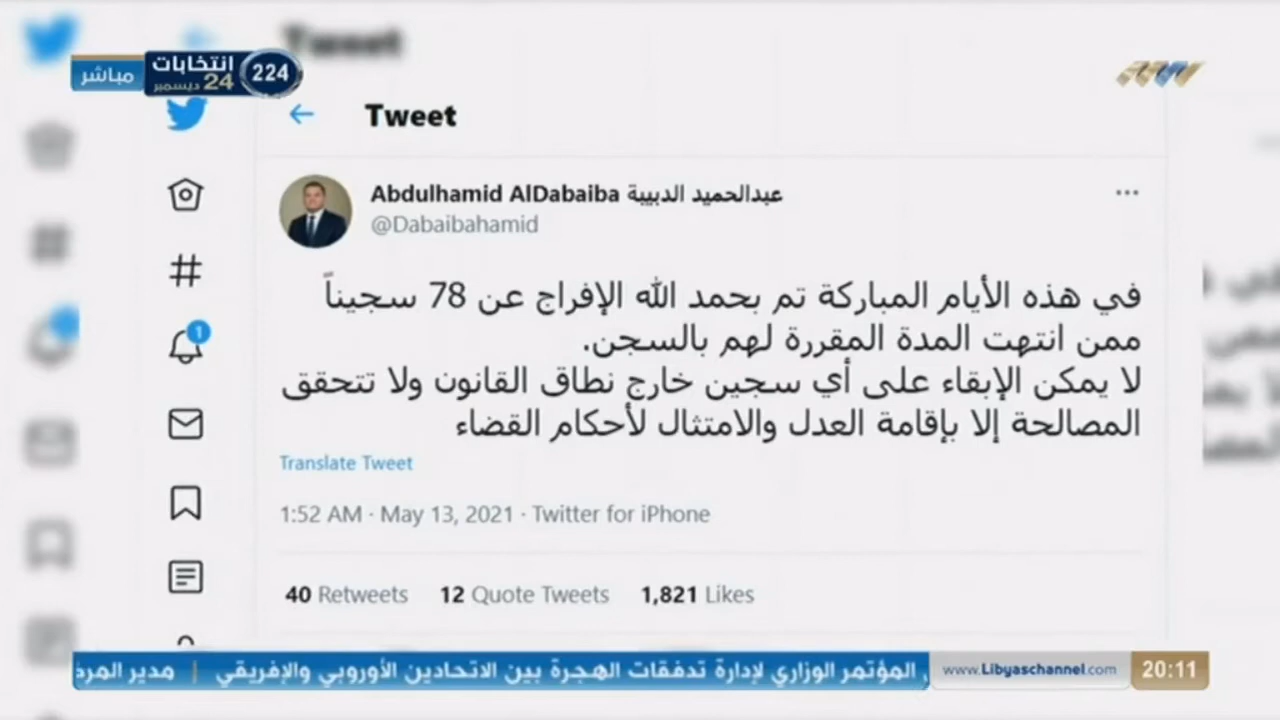 مباشر
انتخابات
24 ديسمبر
224
Tweet
Tweet
Abdulhamid AlDabaiba عبدالحميد الدبيبة
@Dabaibahamid
في هذه الأيام المباركة تم بحمد الله الإفراج عن 78 سجيناً
ممن انتهت المدة المقررة لهم بالسجن.
لا يمكن الإبقاء على أي سجين خارج نطاق القانون ولا تتحقق
المصالحة إلا بإقامة العدل والامتثال لأحكام القضاء
Translate Tweet
1:52 AM · May 13, 2021 · Twitter for iPhone
40 Retweets 12 Quote Tweets 1,821 Likes
1
المؤتمر الوزاري لإدارة تدفقات الهجرة بين الاتحادين الأوروبي والإفريقي | مدير
www.Libyaschannel.com
20:11